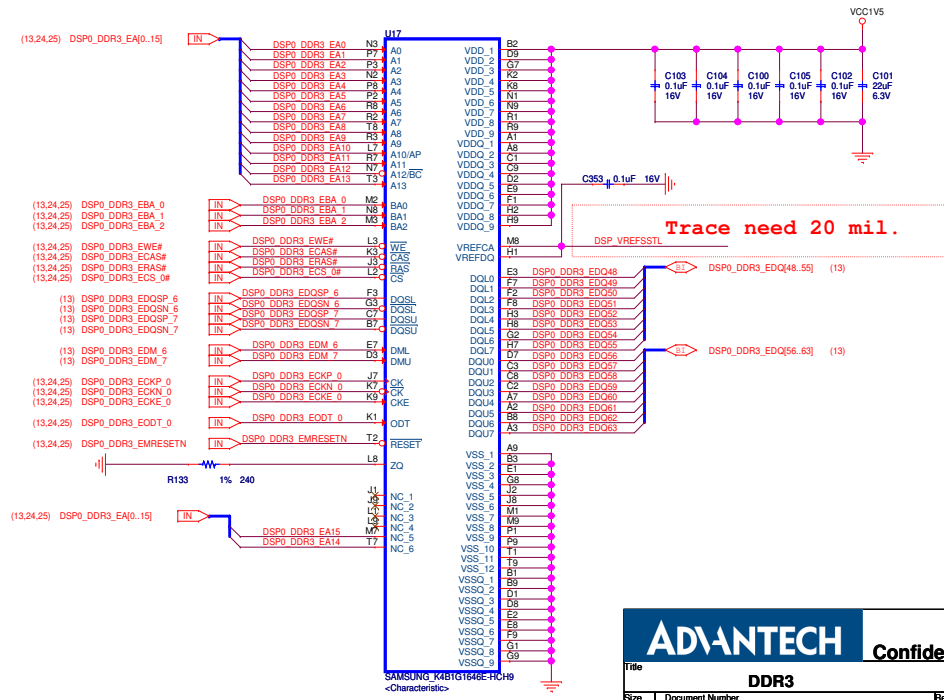 VCC1V5
U17
(13,24,25) DSP0_DDR3_EA[0..15] IN
DSP0_DDR3_EA0 N3 A0
DSP0_DDR3_EA1 P7 A1
DSP0_DDR3_EA2 P3 A2
DSP0_DDR3_EA3 N2 A3
DSP0_DDR3_EA4 P8 A4
DSP0_DDR3_EA5 P2 A5
DSP0_DDR3_EA6 R8 A6
DSP0_DDR3_EA7 R2 A7
DSP0_DDR3_EA8 T8 A8
DSP0_DDR3_EA9 R3 A9
DSP0_DDR3_EA10 L7 A10/AP
DSP0_DDR3_EA11 R7 A11
DSP0_DDR3_EA12 N7 A12/BC
DSP0_DDR3_EA13 T3 A13
(13,24,25) DSP0_DDR3_EBA_0 IN DSP0_DDR3_EBA_0 M2 BA0
(13,24,25) DSP0_DDR3_EBA_1 IN DSP0_DDR3_EBA_1 N8 BA1
(13,24,25) DSP0_DDR3_EBA_2 IN DSP0_DDR3_EBA_2 M3 BA2
(13,24,25) DSP0_DDR3_EWE# IN DSP0_DDR3_EWE# L3 WE
(13,24,25) DSP0_DDR3_ECAS# IN DSP0_DDR3_ECAS# K3 CAS
(13,24,25) DSP0_DDR3_ERAS# IN DSP0_DDR3_ERAS# J3 RAS
(13,24,25) DSP0_DDR3_ECS_0# IN DSP0_DDR3_ECS_0# L2 CS
(13) DSP0_DDR3_EDQSP_6 IN DSP0_DDR3_EDQSP_6 F3 DQSL
(13) DSP0_DDR3_EDQSN_6 IN DSP0_DDR3_EDQSN_6 G3 DQSL
(13) DSP0_DDR3_EDQSP_7 IN DSP0_DDR3_EDQSP_7 C7 DQSU
(13) DSP0_DDR3_EDQSN_7 IN DSP0_DDR3_EDQSN_7 B7 DQSU
(13) DSP0_DDR3_EDM_6 IN DSP0_DDR3_EDM_6 E7 DML
(13) DSP0_DDR3_EDM_7 IN DSP0_DDR3_EDM_7 D3 DMU
(13,24,25) DSP0_DDR3_ECKP_0 IN DSP0_DDR3_ECKP_0 J7 CK
(13,24,25) DSP0_DDR3_ECKN_0 IN DSP0_DDR3_ECKN_0 K7 CK
(13,24,25) DSP0_DDR3_ECKE_0 IN DSP0_DDR3_ECKE_0 K9 CKE
(13,24,25) DSP0_DDR3_EODT_0 IN DSP0_DDR3_EODT_0 K1 ODT
(13,24,25) DSP0_DDR3_EMRESETN IN DSP0_DDR3_EMRESETN T2 RESET
L8 ZQ
R133 1% 240
J1 NC_1
J9 NC_2
L1 NC_3
L9 NC_4
(13,24,25) DSP0_DDR3_EA[0..15] IN
DSP0_DDR3_EA15 M7 NC_5
DSP0_DDR3_EA14 T7 NC_6
VDD_1 B2
VDD_2 D9
VDD_3 G7
VDD_4 K2
VDD_5 K8
VDD_6 N1
VDD_7 N9
VDD_8 R1
VDD_9 R9
VDDQ_1 A1
VDDQ_2 A8
VDDQ_3 C1
VDDQ_4 C9
VDDQ_5 D2
VDDQ_6 E9
VDDQ_7 F1
VDDQ_8 H2
VDDQ_9 H9
VREFCA M8
VREFDQ H1
DSP_VREFSSTL
C103 0.1uF 16V
C104 0.1uF 16V
C100 0.1uF 16V
C105 0.1uF 16V
C102 0.1uF 16V
C101 22uF 6.3V
C353 0.1uF 16V
Trace need 20 mil.
DQL0 E3 DSP0_DDR3_EDQ48
DQL1 F7 DSP0_DDR3_EDQ49
DQL2 F2 DSP0_DDR3_EDQ50
DQL3 F8 DSP0_DDR3_EDQ51
DQL4 H3 DSP0_DDR3_EDQ52
DQL5 H8 DSP0_DDR3_EDQ53
DQL6 G2 DSP0_DDR3_EDQ54
DQL7 H7 DSP0_DDR3_EDQ55
DQU0 D7 DSP0_DDR3_EDQ56
DQU1 C3 DSP0_DDR3_EDQ57
DQU2 C8 DSP0_DDR3_EDQ58
DQU3 C2 DSP0_DDR3_EDQ59
DQU4 A7 DSP0_DDR3_EDQ60
DQU5 A2 DSP0_DDR3_EDQ61
DQU6 B8 DSP0_DDR3_EDQ62
DQU7 A3 DSP0_DDR3_EDQ63
BI DSP0_DDR3_EDQ[48..55] (13)
BI DSP0_DDR3_EDQ[56..63] (13)
VSS_1 A9
VSS_2 B3
VSS_3 E1
VSS_4 G8
VSS_5 J2
VSS_6 J8
VSS_7 M1
VSS_8 M9
VSS_9 P1
VSS_10 P9
VSS_11 T1
VSS_12 T9
VSSQ_1 B1
VSSQ_2 B9
VSSQ_3 D1
VSSQ_4 D8
VSSQ_5 E2
VSSQ_6 E8
VSSQ_7 F9
VSSQ_8 G1
VSSQ_9 G9
SAMSUNG_K4B1G1646E-HCH9
<Characteristic>
ADVANTECH Confide
Title
DDR3
Size Document Number Re